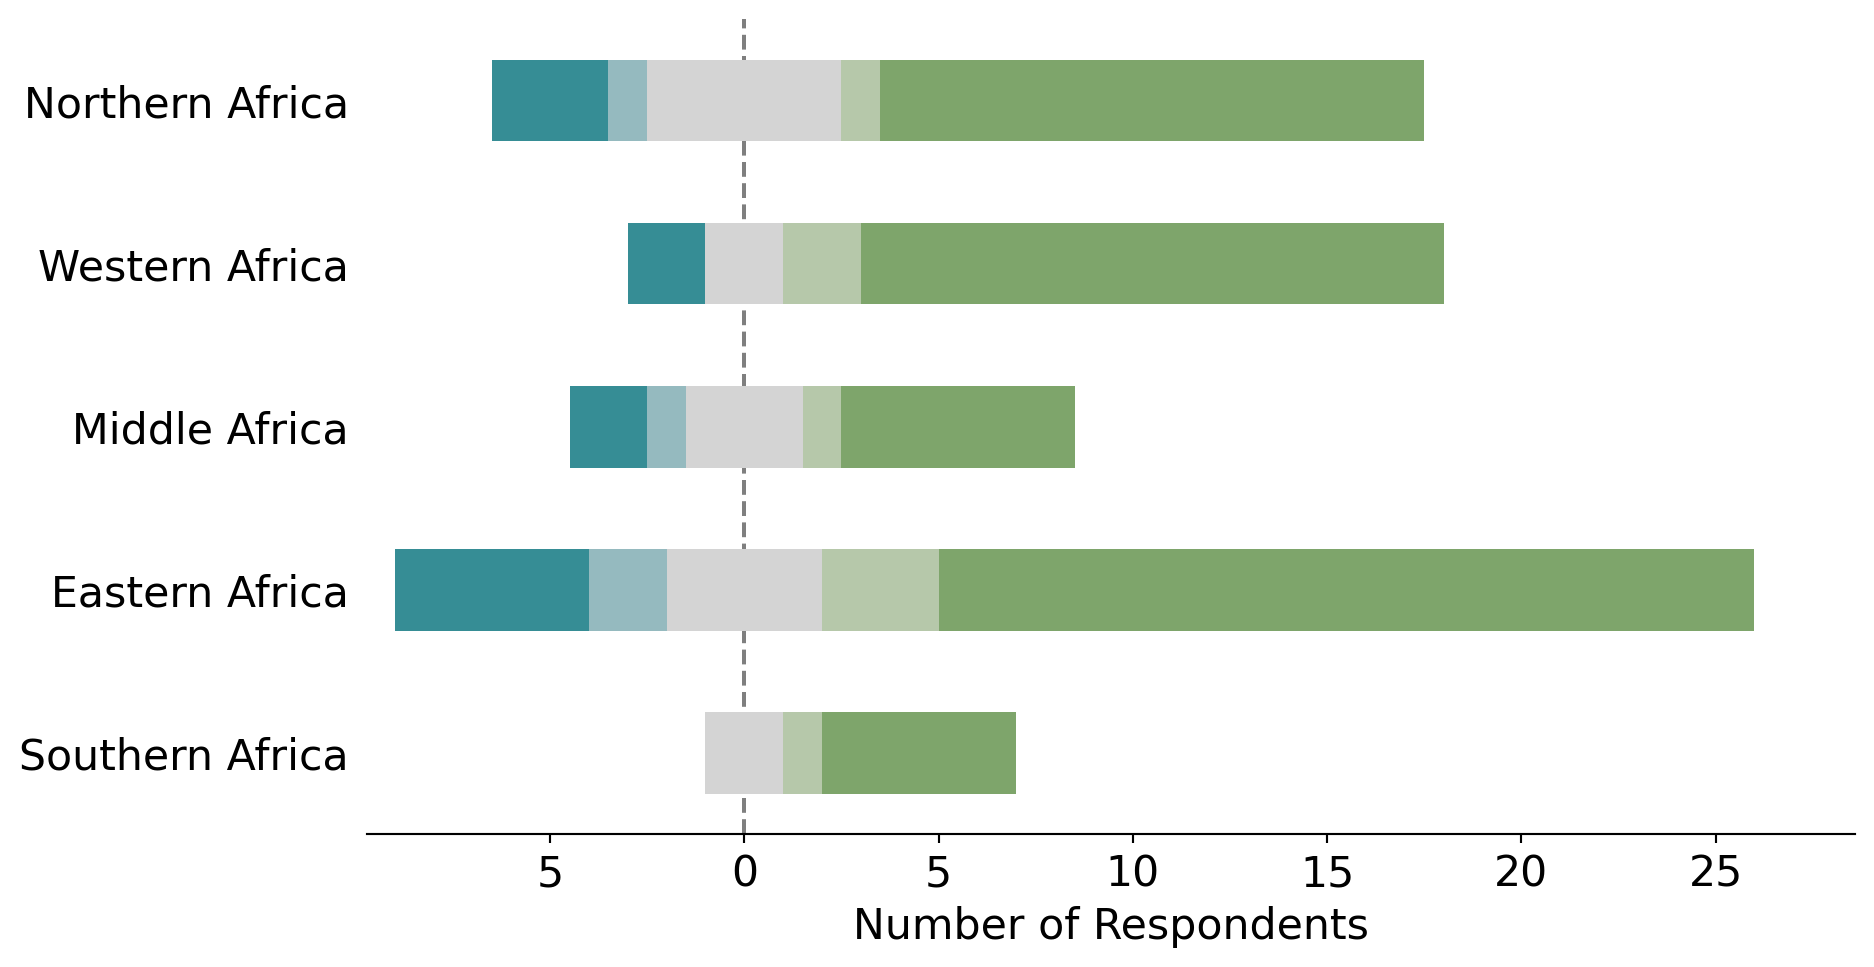 Northern Africa
Western Africa
Middle Africa
Eastern Africa
Southern Africa
5 0 5 10 15 20 25
Number of Respondents